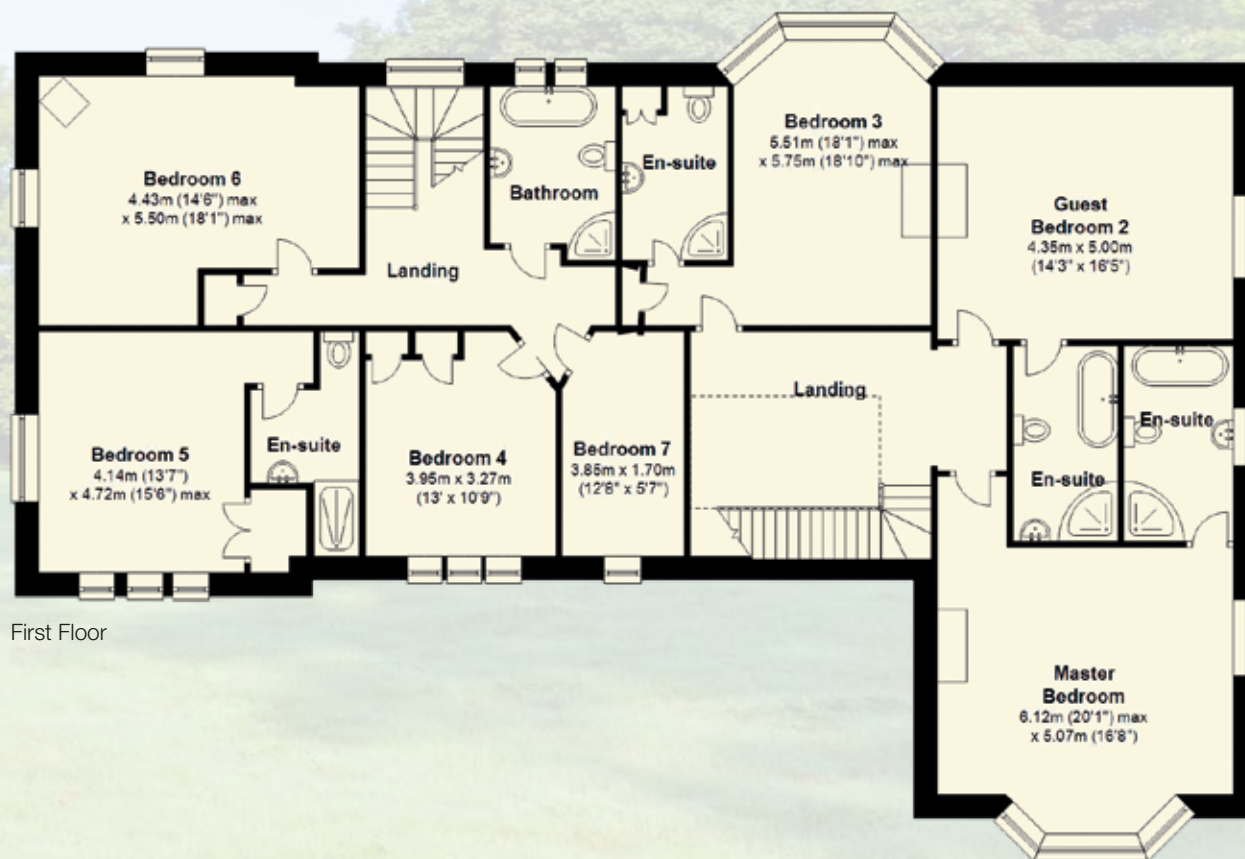 Bedroom 6
4.43m (14'6") max
x 5.50m (18'1") max
Landing
Bathroom
En-suite
Bedroom 3
5.51m (18'1") max
x 5.75m (18'10") max
Guest
Bedroom 2
4.35m x 5.00m
(14'3" x 16'5")
Bedroom 5
4.14m (13'7")
x 4.72m (15'6") max
En-suite
Bedroom 4
3.95m x 3.27m
(13' x 10'9")
Bedroom 7
3.85m x 1.70m
(12'8" x 5'7")
Landing
En-suite
En-suite
Master
Bedroom
6.12m (20'1") max
x 5.07m (16'8")
First Floor